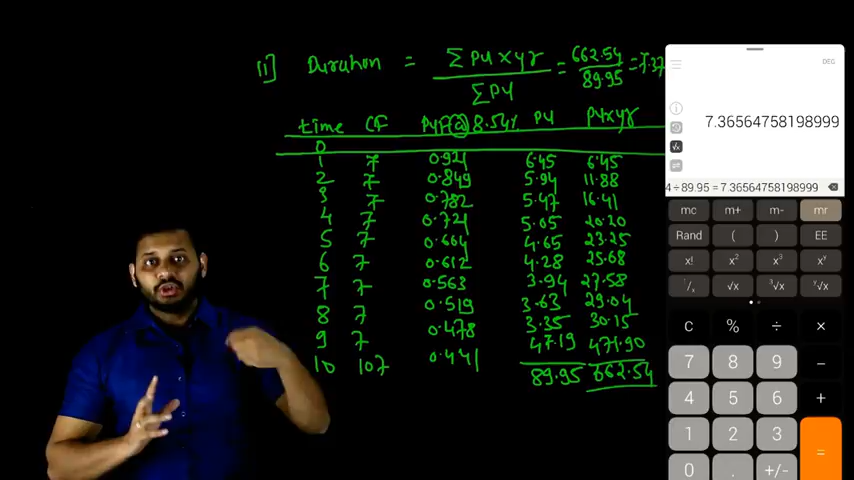 II] Duration = ΣPV x yr / ΣPV = 662.54 / 89.95 = 7.37
time CF PVF@8.54% PV PVxyr
0
1 7 0.921 6.45 6.45
2 7 0.849 5.94 11.88
3 7 0.782 5.47 16.41
4 7 0.721 5.05 20.20
5 7 0.664 4.65 23.25
6 7 0.612 4.28 25.68
7 7 0.563 3.94 27.58
8 7 0.519 3.63 29.04
9 7 0.478 3.35 30.15
10 107 0.441 47.19 471.90
89.95 662.54
DEG
7.36564758198999
4 ÷ 89.95 = 7.36564758198999
mc m+ m- mr
Rand ( ) EE
x! x² x³ xʸ
¹/ₓ √x ³√x ʸ√x
C % ÷ ×
7 8 9 −
4 5 6 +
1 2 3 =
0 . +/-